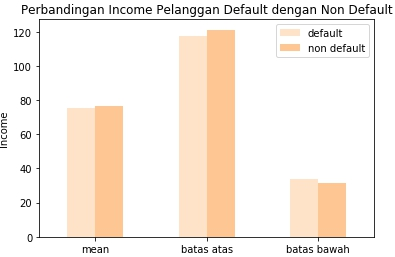 Perbandingan Income Pelanggan Default dengan Non Default
default
non default
120
100
80
60
40
20
0
Income
mean batas atas batas bawah